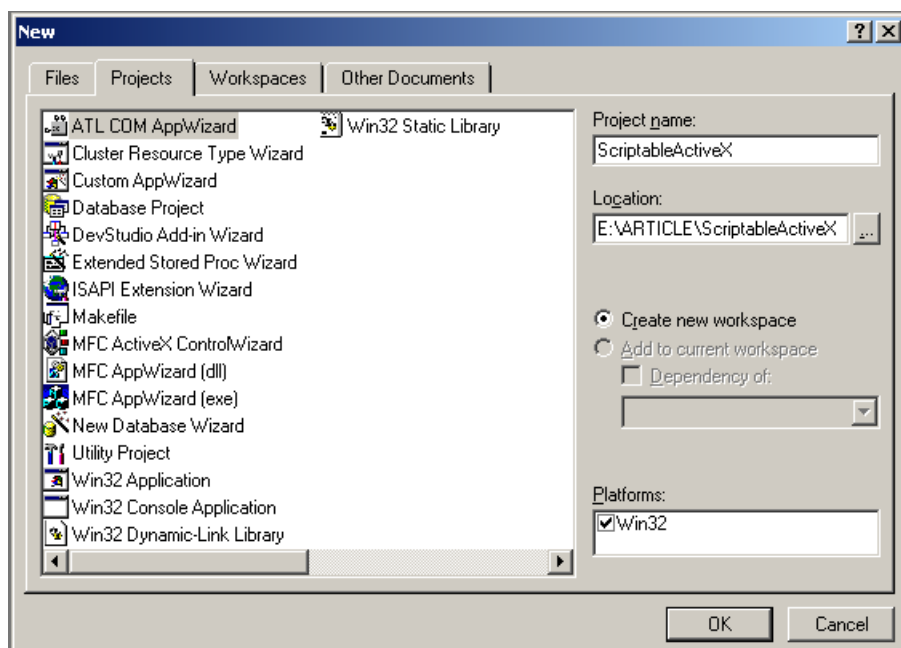 New
Files Projects Workspaces Other Documents
ATL COM AppWizard
Cluster Resource Type Wizard
Custom AppWizard
Database Project
DevStudio Add-in Wizard
Extended Stored Proc Wizard
ISAPI Extension Wizard
Makefile
MFC ActiveX ControlWizard
MFC AppWizard (dll)
MFC AppWizard (exe)
New Database Wizard
Utility Project
Win32 Application
Win32 Console Application
Win32 Dynamic-Link Library
Win32 Static Library
Project name:
ScriptableActiveX
Location:
E:\ARTICLE\ScriptableActiveX ...
Create new workspace
Add to current workspace
Dependency of:
Platforms:
Win32
OK Cancel